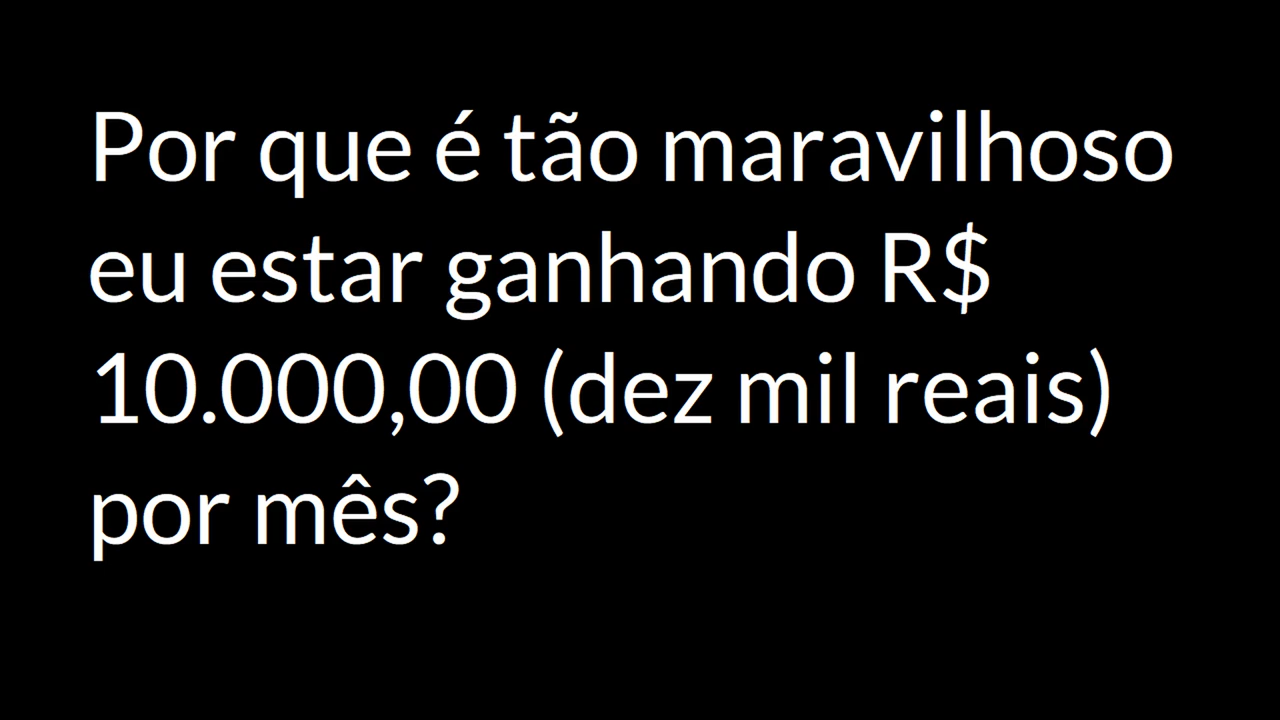 Por que é tão maravilhoso
eu estar ganhando R$
10.000,00 (dez mil reais)
por mês?